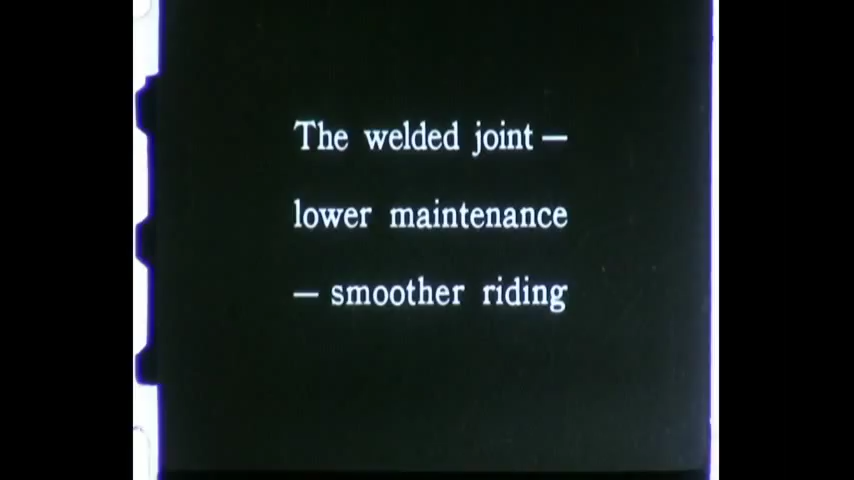 The welded joint —
lower maintenance
— smoother riding